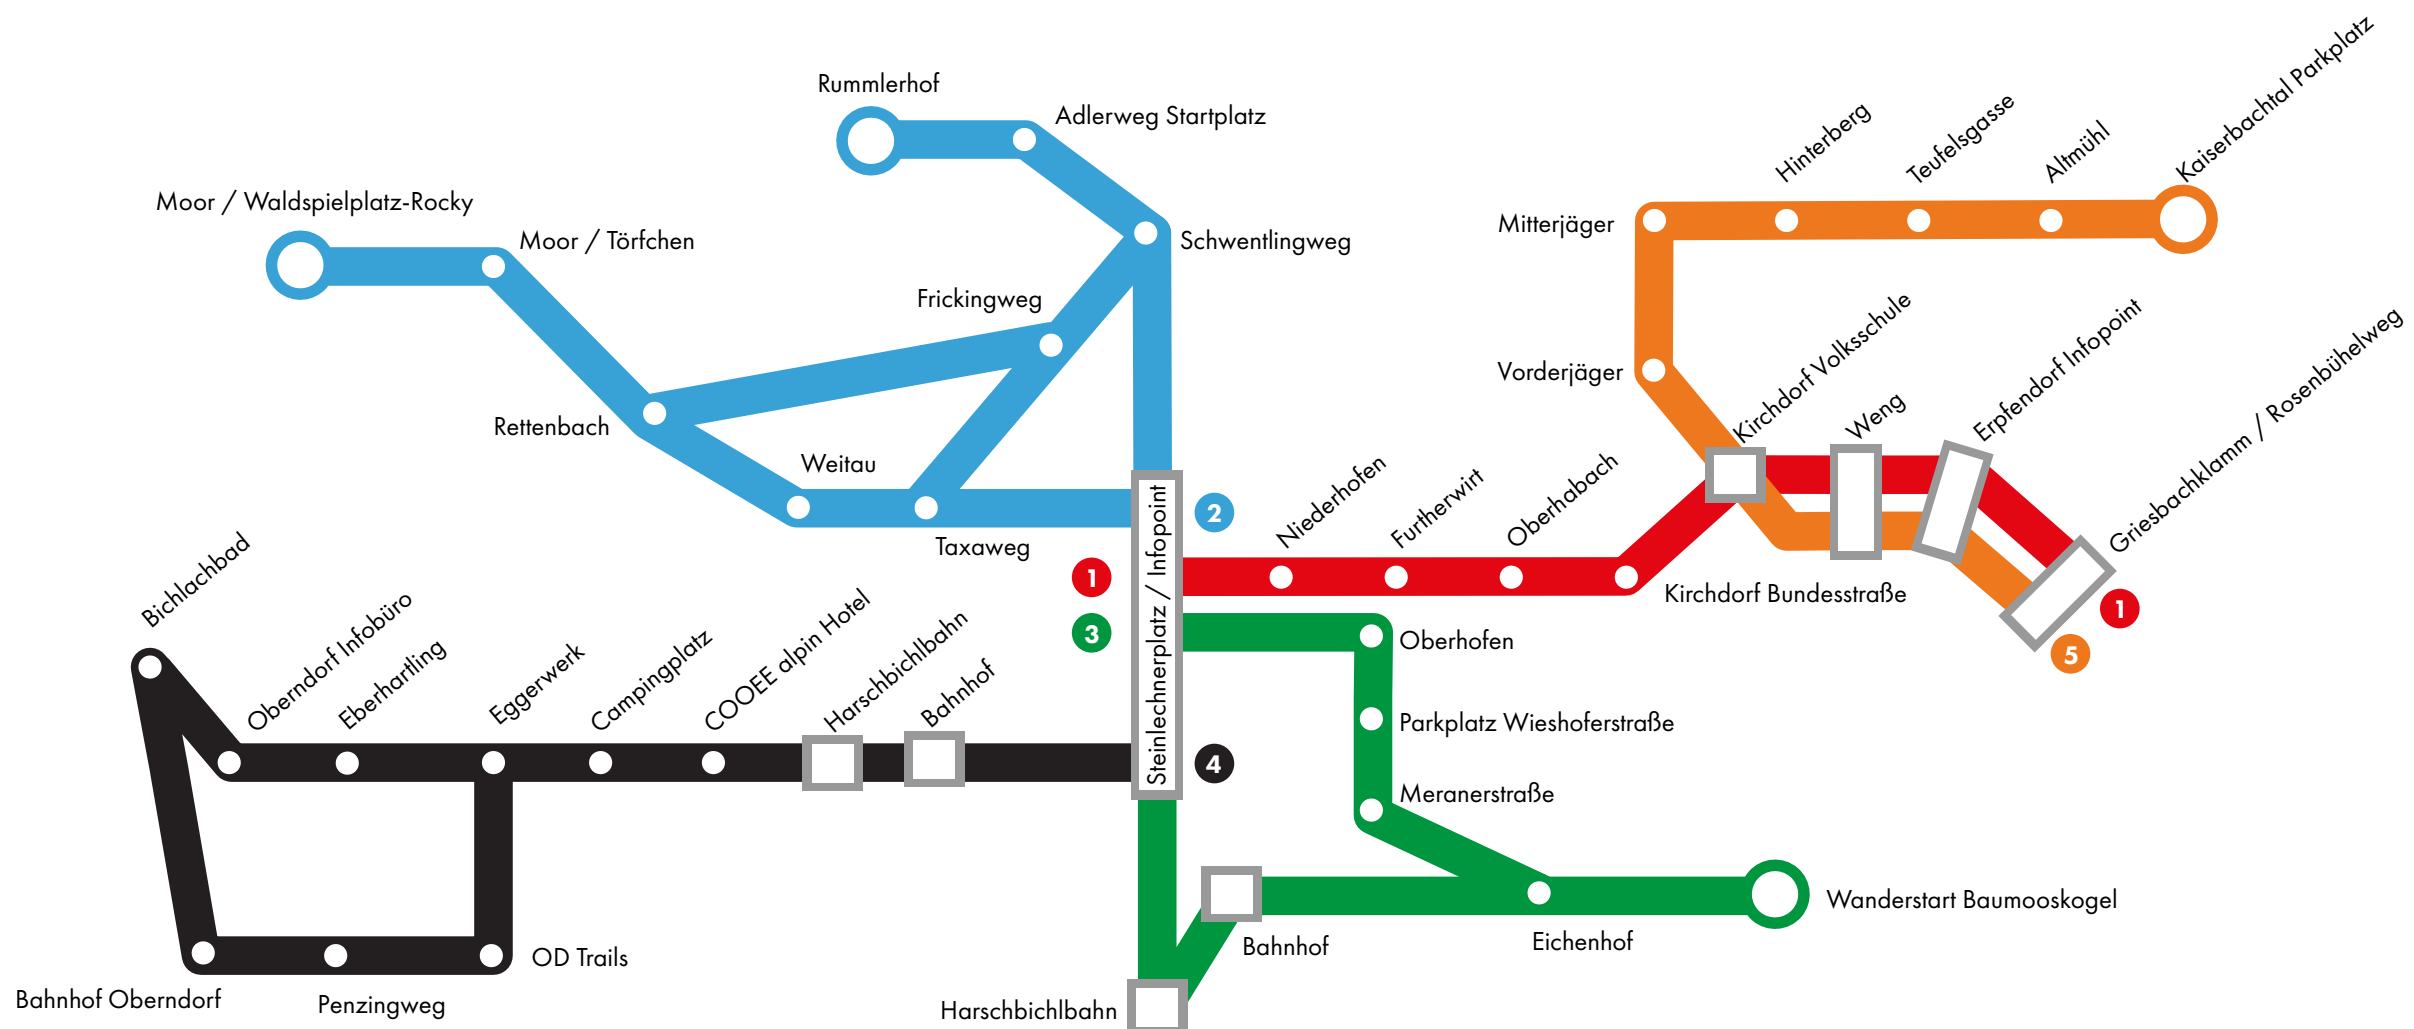 Rummlerhof
Adlerweg Startplatz
Moor / Waldspielplatz-Rocky
Moor / Törfchen
Schwentlingweg
Frickingweg
Rettenbach
Weitau
Taxaweg
2
Hinterberg
Teufelsgasse
Altmühl
Kaiserbachtal Parkplatz
Mitterjäger
Vorderjäger
Kirchdorf Volksschule
Weng
Erpfendorf Infopoint
Griesbachklamm / Rosenbühelweg
Niederhofen
Furtherwirt
Oberhabach
Kirchdorf Bundesstraße
1
5
1
3
Steinlechnerplatz / Infopoint
4
Bichlachbad
Oberndorf Infobüro
Eberhartling
Eggerwerk
Campingplatz
COOEE alpin Hotel
Harschbichlbahn
Bahnhof
Oberhofen
Parkplatz Wieshoferstraße
Meranerstraße
Wanderstart Baumooskogel
Eichenhof
Bahnhof
Harschbichlbahn
OD Trails
Bahnhof Oberndorf
Penzingweg